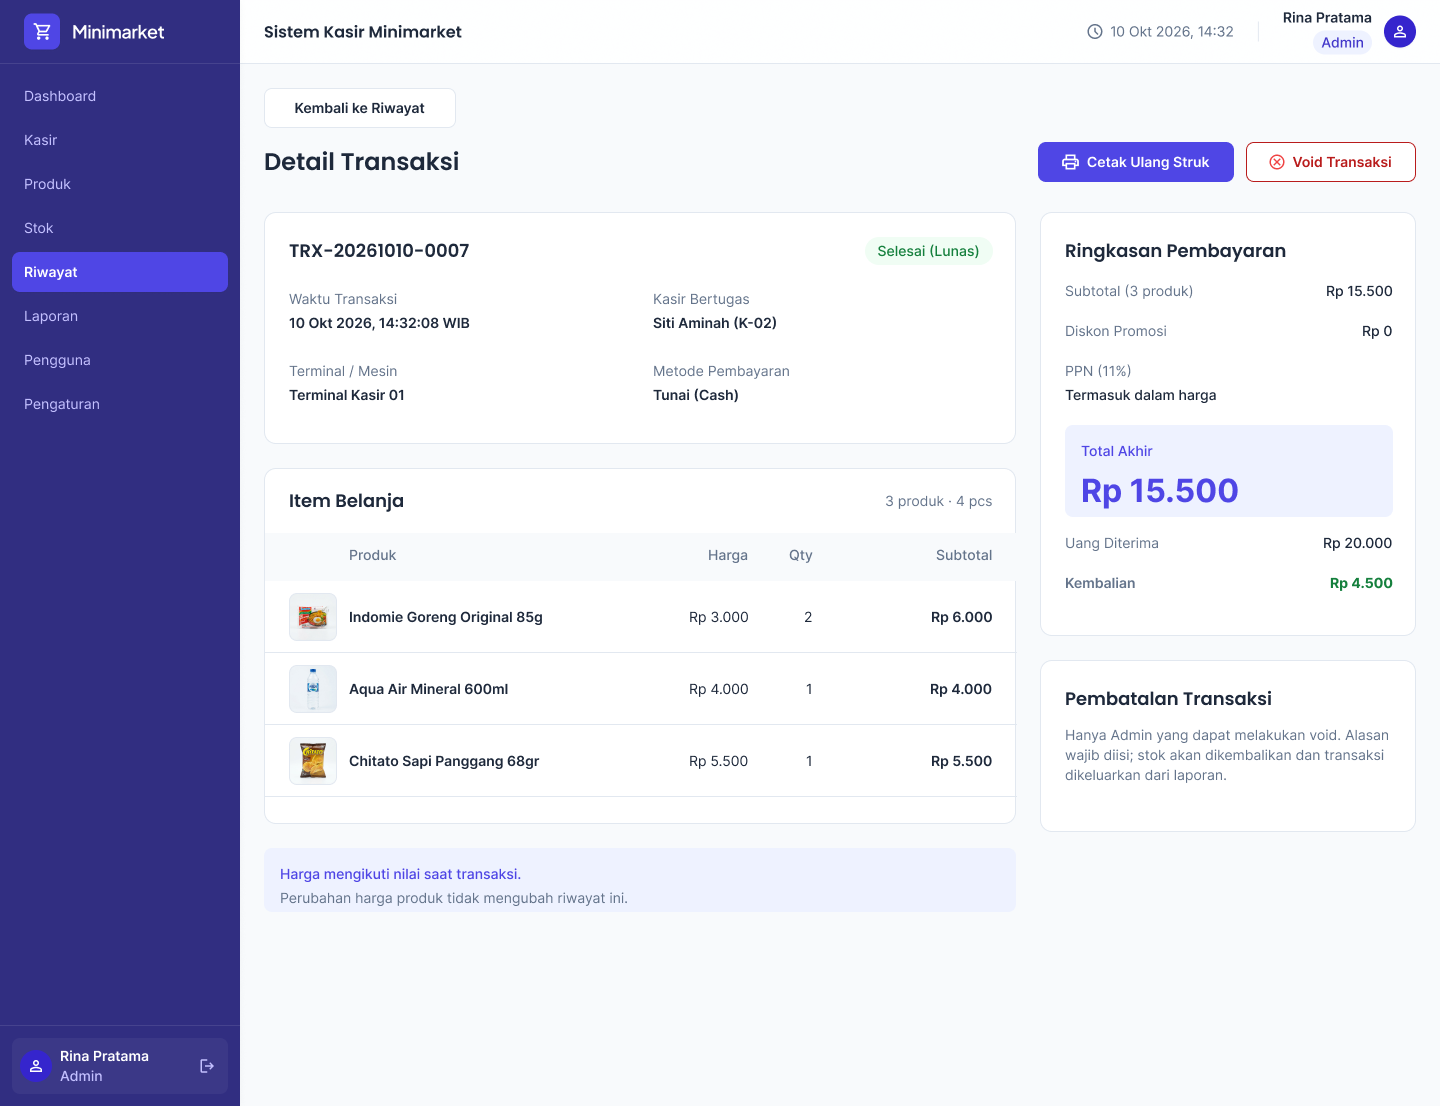 Minimarket
Dashboard
Kasir
Produk
Stok
Riwayat
Laporan
Pengguna
Pengaturan
Rina Pratama
Admin
Sistem Kasir Minimarket
10 Okt 2026, 14:32
Rina Pratama
Admin
Kembali ke Riwayat
Detail Transaksi
Cetak Ulang Struk
Void Transaksi
TRX-20261010-0007
Selesai (Lunas)
Waktu Transaksi
10 Okt 2026, 14:32:08 WIB
Kasir Bertugas
Siti Aminah (K-02)
Terminal / Mesin
Terminal Kasir 01
Metode Pembayaran
Tunai (Cash)
Item Belanja
3 produk · 4 pcs
Produk Harga Qty Subtotal
Indomie Goreng Original 85g Rp 3.000 2 Rp 6.000
Aqua Air Mineral 600ml Rp 4.000 1 Rp 4.000
Chitato Sapi Panggang 68gr Rp 5.500 1 Rp 5.500
Harga mengikuti nilai saat transaksi.
Perubahan harga produk tidak mengubah riwayat ini.
Ringkasan Pembayaran
Subtotal (3 produk) Rp 15.500
Diskon Promosi Rp 0
PPN (11%)
Termasuk dalam harga
Total Akhir
Rp 15.500
Uang Diterima Rp 20.000
Kembalian Rp 4.500
Pembatalan Transaksi
Hanya Admin yang dapat melakukan void. Alasan
wajib diisi; stok akan dikembalikan dan transaksi
dikeluarkan dari laporan.